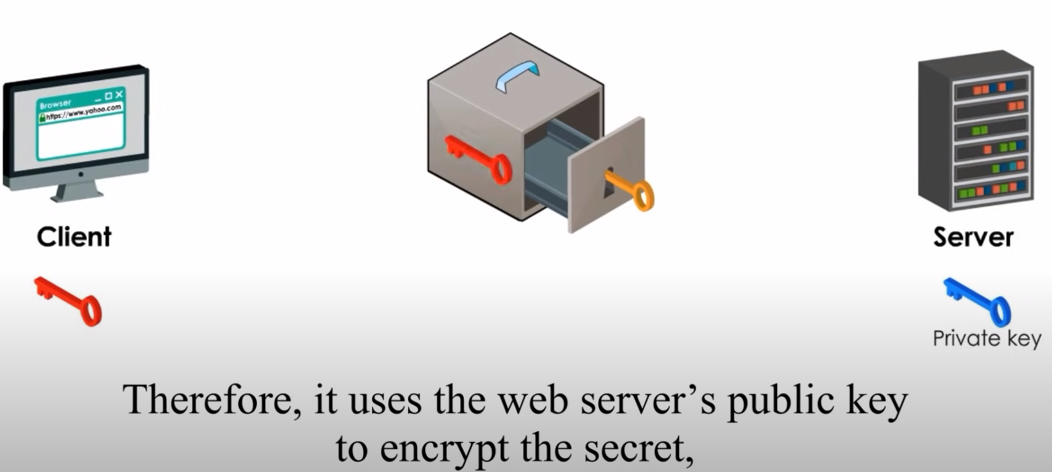 Browser
https://www.yahoo.com
Client
Server
Private key
Therefore, it uses the web server's public key
to encrypt the secret,